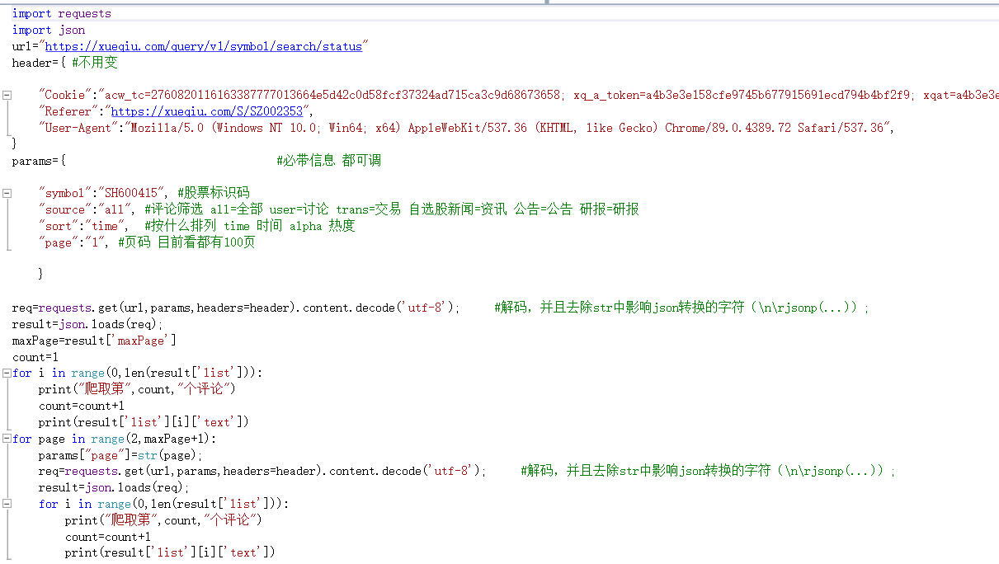 import requests
import json
url="https://xueqiu.com/query/v1/symbol/search/status"
header={ #不用变
"Cookie":"acw_tc=2760820116163387777013664e5d42c0d58fcf37324ad715ca3c9d68673658; xq_a_token=a4b3e3e158cfe9745b677915691ecd794b4bf2f9; xqat=a4b3e3e
"Referer":"https://xueqiu.com/S/SZ002353",
"User-Agent":"Mozilla/5.0 (Windows NT 10.0; Win64; x64) AppleWebKit/537.36 (KHTML, like Gecko) Chrome/89.0.4389.72 Safari/537.36",
}
params={ #必带信息 都可调
"symbol":"SH600415", #股票标识码
"source":"all", #评论筛选 all=全部 user=讨论 trans=交易 自选股新闻=资讯 公告=公告 研报=研报
"sort":"time", #按什么排列 time 时间 alpha 热度
"page":"1", #页码 目前看都有100页
}
req=requests.get(url,params,headers=header).content.decode('utf-8'); #解码，并且去除str中影响json转换的字符（\n\rjsonp(...)）;
result=json.loads(req);
maxPage=result['maxPage']
count=1
for i in range(0,len(result['list'])):
print("爬取第",count,"个评论")
count=count+1
print(result['list'][i]['text'])
for page in range(2,maxPage+1):
params["page"]=str(page);
req=requests.get(url,params,headers=header).content.decode('utf-8'); #解码，并且去除str中影响json转换的字符（\n\rjsonp(...)）;
result=json.loads(req);
for i in range(0,len(result['list'])):
print("爬取第",count,"个评论")
count=count+1
print(result['list'][i]['text'])